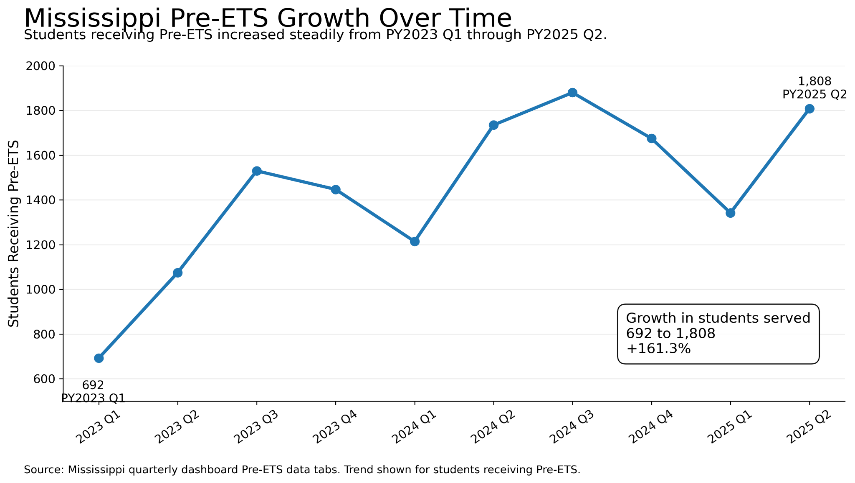 Mississippi Pre-ETS Growth Over Time
Students receiving Pre-ETS increased steadily from PY2023 Q1 through PY2025 Q2.
Students Receiving Pre-ETS
2000
1800
1600
1400
1200
1000
800
600
1,808
PY2025 Q2
Growth in students served
692 to 1,808
+161.3%
692
PY2023 Q1
2023 Q1
2023 Q2
2023 Q3
2023 Q4
2024 Q1
2024 Q2
2024 Q3
2024 Q4
2025 Q1
2025 Q2
Source: Mississippi quarterly dashboard Pre-ETS data tabs. Trend shown for students receiving Pre-ETS.